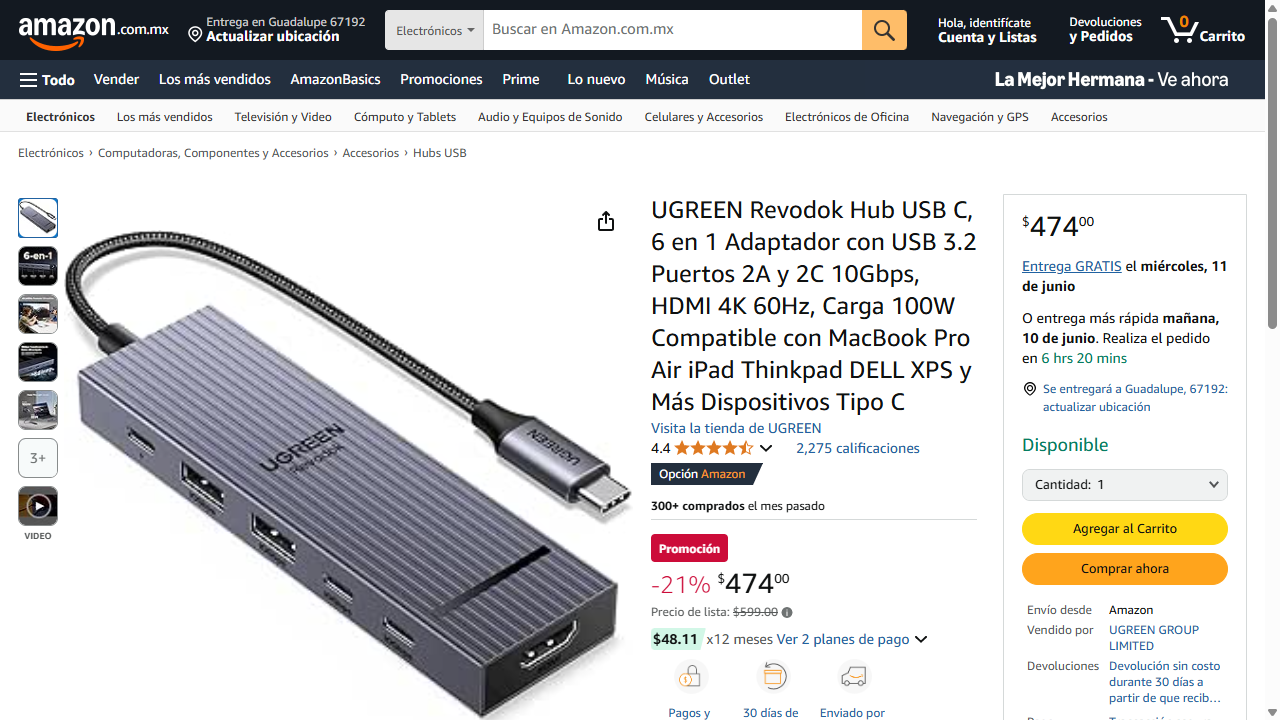 amazon.com.mx
Entrega en Guadalupe 67192
Actualizar ubicación
Electrónicos
Buscar en Amazon.com.mx
Hola, identifícate
Cuenta y Listas
Devoluciones
y Pedidos
0
Carrito
Todo
Vender
Los más vendidos
AmazonBasics
Promociones
Prime
Lo nuevo
Música
Outlet
La Mejor Hermana - Ve ahora
Electrónicos
Los más vendidos
Televisión y Video
Cómputo y Tablets
Audio y Equipos de Sonido
Celulares y Accesorios
Electrónicos de Oficina
Navegación y GPS
Accesorios
Electrónicos › Computadoras, Componentes y Accesorios › Accesorios › Hubs USB
6-en-1
3+
VIDEO
UGREEN
Revodok
UGREEN
UGREEN Revodok Hub USB C,
6 en 1 Adaptador con USB 3.2
Puertos 2A y 2C 10Gbps,
HDMI 4K 60Hz, Carga 100W
Compatible con MacBook Pro
Air iPad Thinkpad DELL XPS y
Más Dispositivos Tipo C
Visita la tienda de UGREEN
4.4
2,275 calificaciones
Opción Amazon
300+ comprados el mes pasado
Promoción
-21% $47400
Precio de lista: $599.00
$48.11 x12 meses Ver 2 planes de pago
Pagos y
30 días de
Enviado por
$47400
Entrega GRATIS el miércoles, 11
de junio
O entrega más rápida mañana,
10 de junio. Realiza el pedido
en 6 hrs 20 mins
Se entregará a Guadalupe, 67192:
actualizar ubicación
Disponible
Cantidad: 1
Agregar al Carrito
Comprar ahora
Envío desde Amazon
Vendido por UGREEN GROUP
LIMITED
Devoluciones Devolución sin costo
durante 30 días a
partir de que recib…